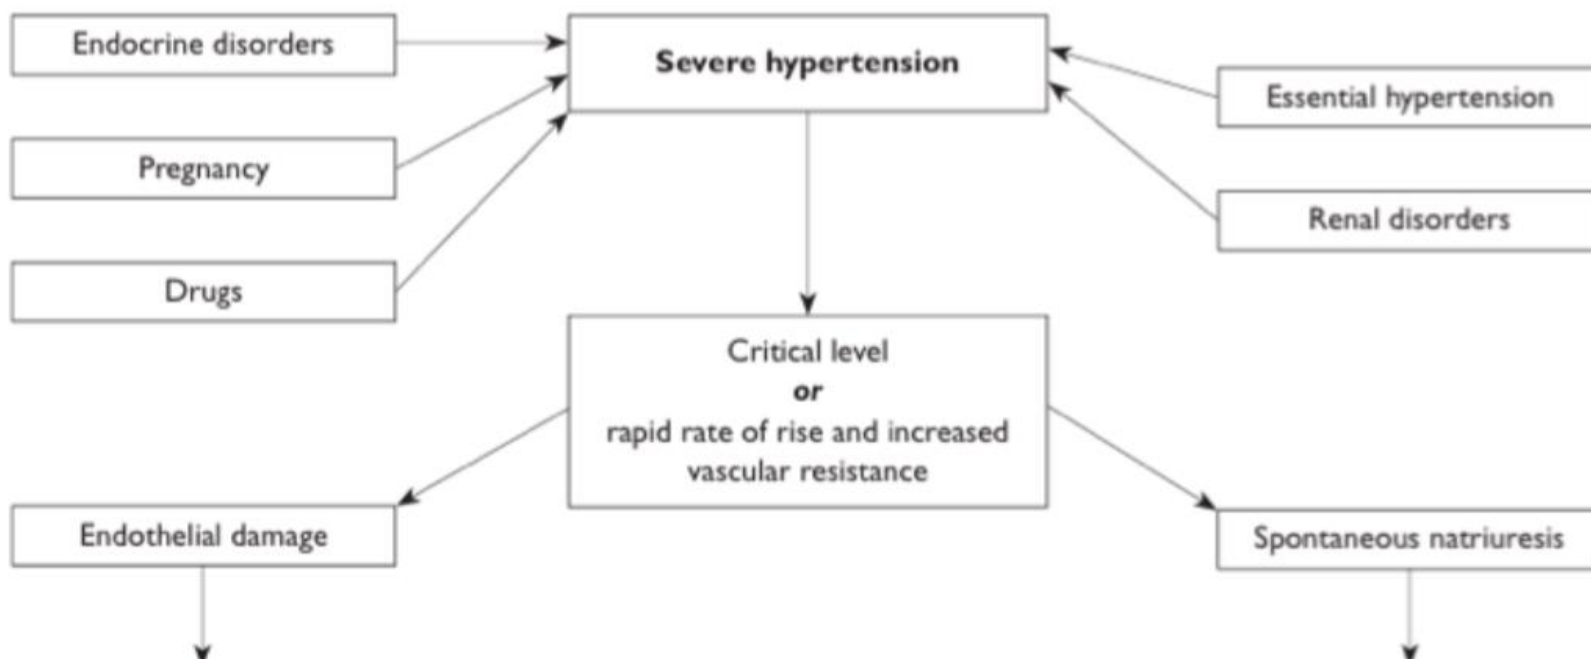 Endocrine disorders
Severe hypertension
Essential hypertension
Pregnancy
Renal disorders
Drugs
Critical level
or
rapid rate of rise and increased
vascular resistance
Endothelial damage
Spontaneous natriuresis